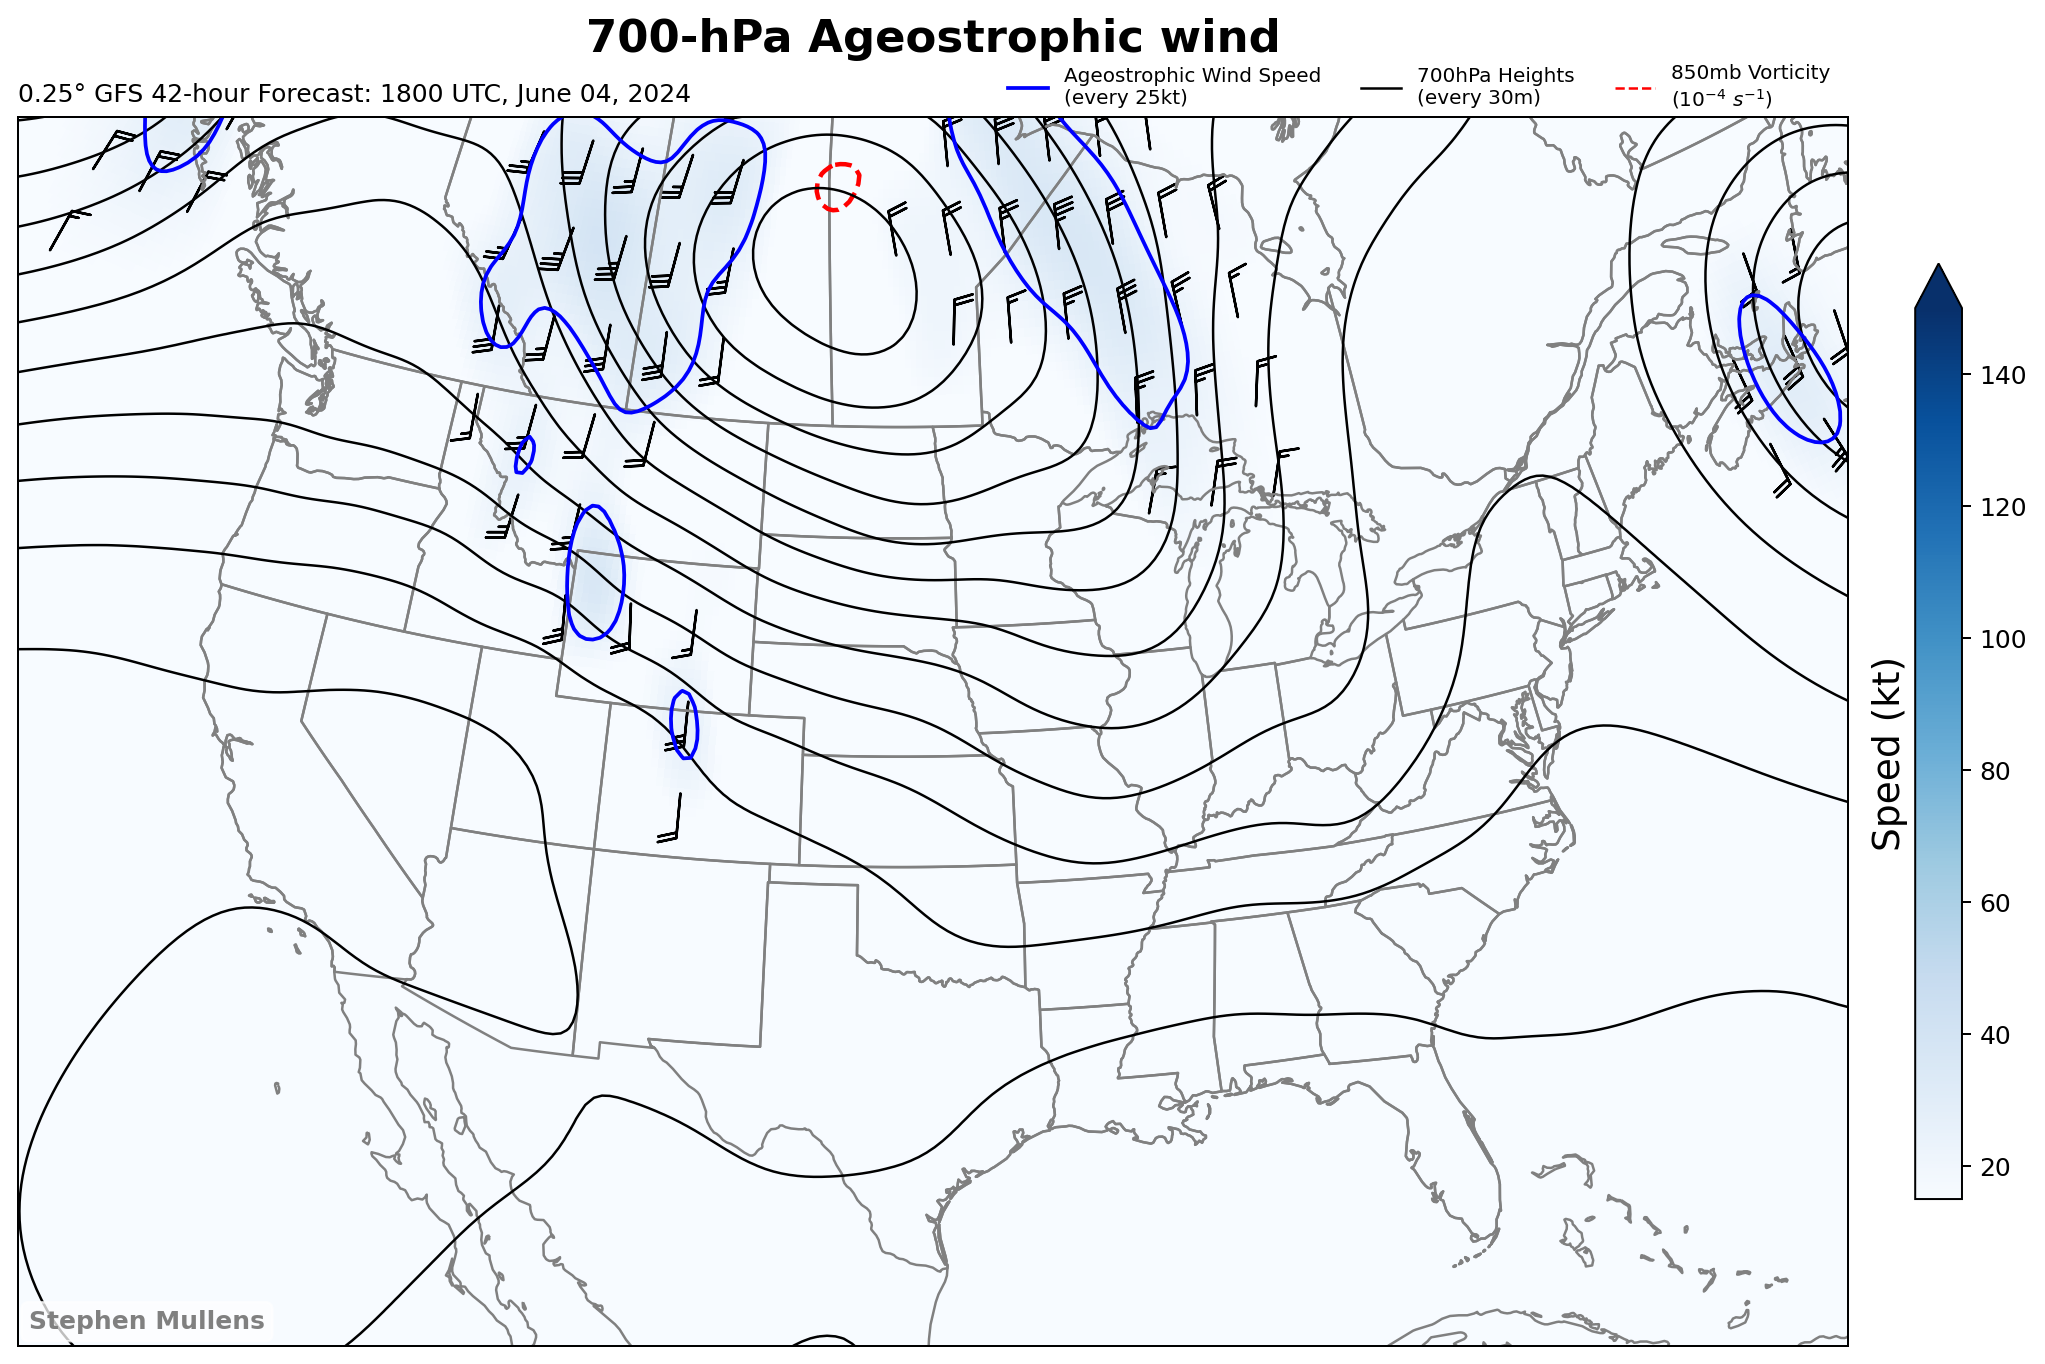 700-hPa Ageostrophic wind
0.25° GFS 42-hour Forecast: 1800 UTC, June 04, 2024
Ageostrophic Wind Speed
(every 25kt)
700hPa Heights
(every 30m)
850mb Vorticity
(10⁻⁴ s⁻¹)
140
120
100
80
60
40
20
Speed (kt)
Stephen Mullens